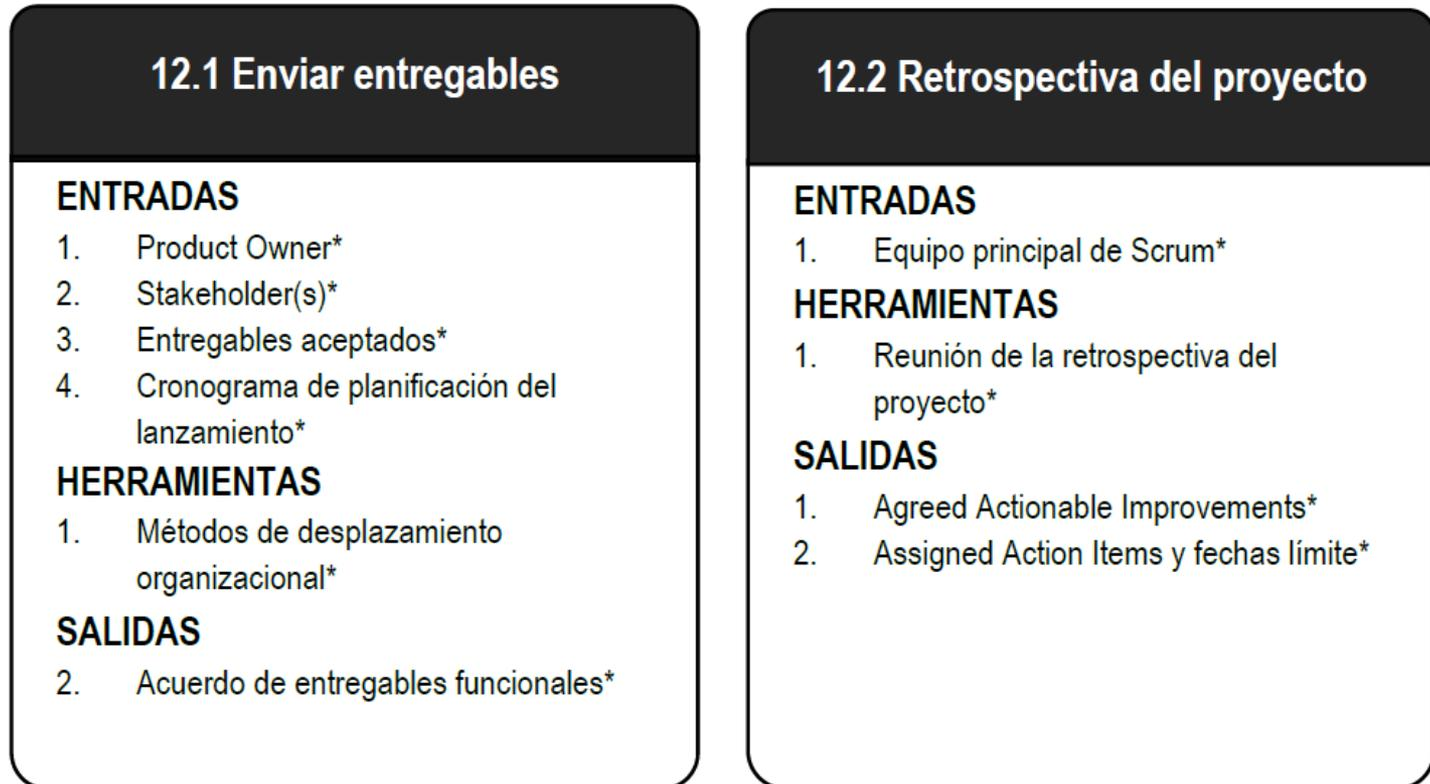 12.1 Enviar entregables
ENTRADAS
1. Product Owner*
2. Stakeholder(s)*
3. Entregables aceptados*
4. Cronograma de planificación del
lanzamiento*
HERRAMIENTAS
1. Métodos de desplazamiento
organizacional*
SALIDAS
2. Acuerdo de entregables funcionales*
12.2 Retrospectiva del proyecto
ENTRADAS
1. Equipo principal de Scrum*
HERRAMIENTAS
1. Reunión de la retrospectiva del
proyecto*
SALIDAS
1. Agreed Actionable Improvements*
2. Assigned Action Items y fechas límite*